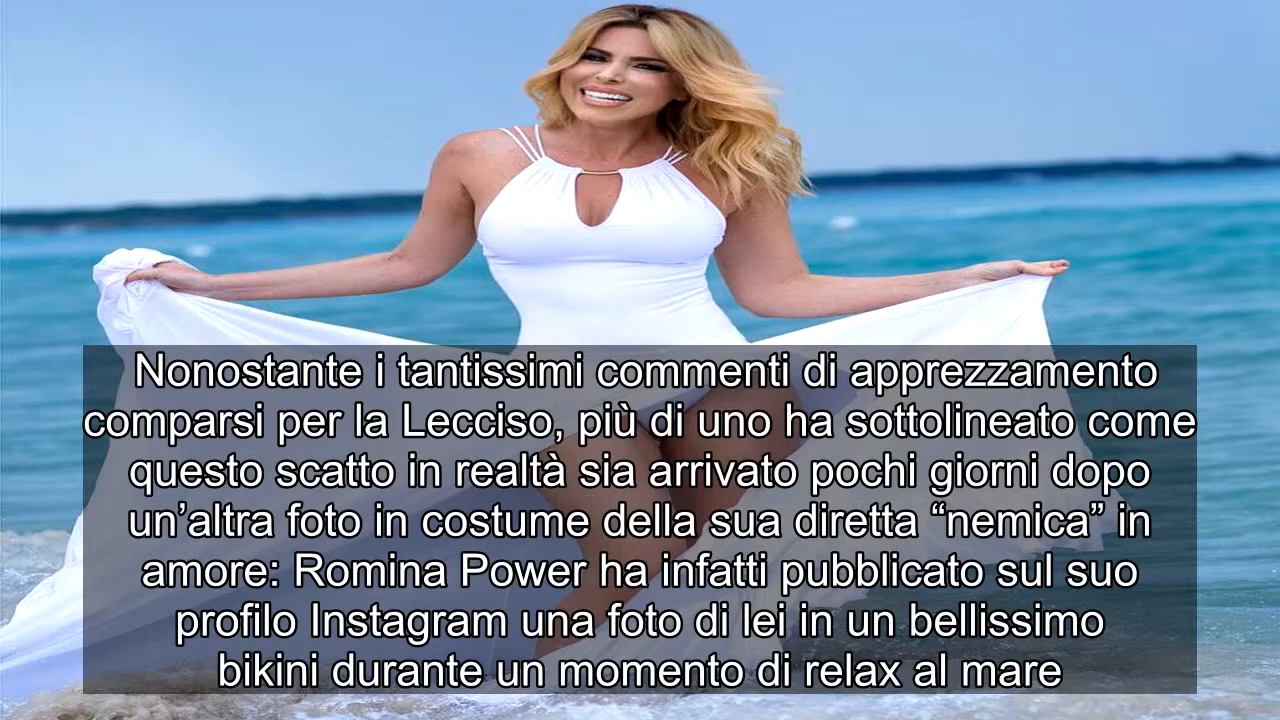 Nonostante i tantissimi commenti di apprezzamento
comparsi per la Lecciso, più di uno ha sottolineato come
questo scatto in realtà sia arrivato pochi giorni dopo
un’altra foto in costume della sua diretta “nemica” in
amore: Romina Power ha infatti pubblicato sul suo
profilo Instagram una foto di lei in un bellissimo
bikini durante un momento di relax al mare